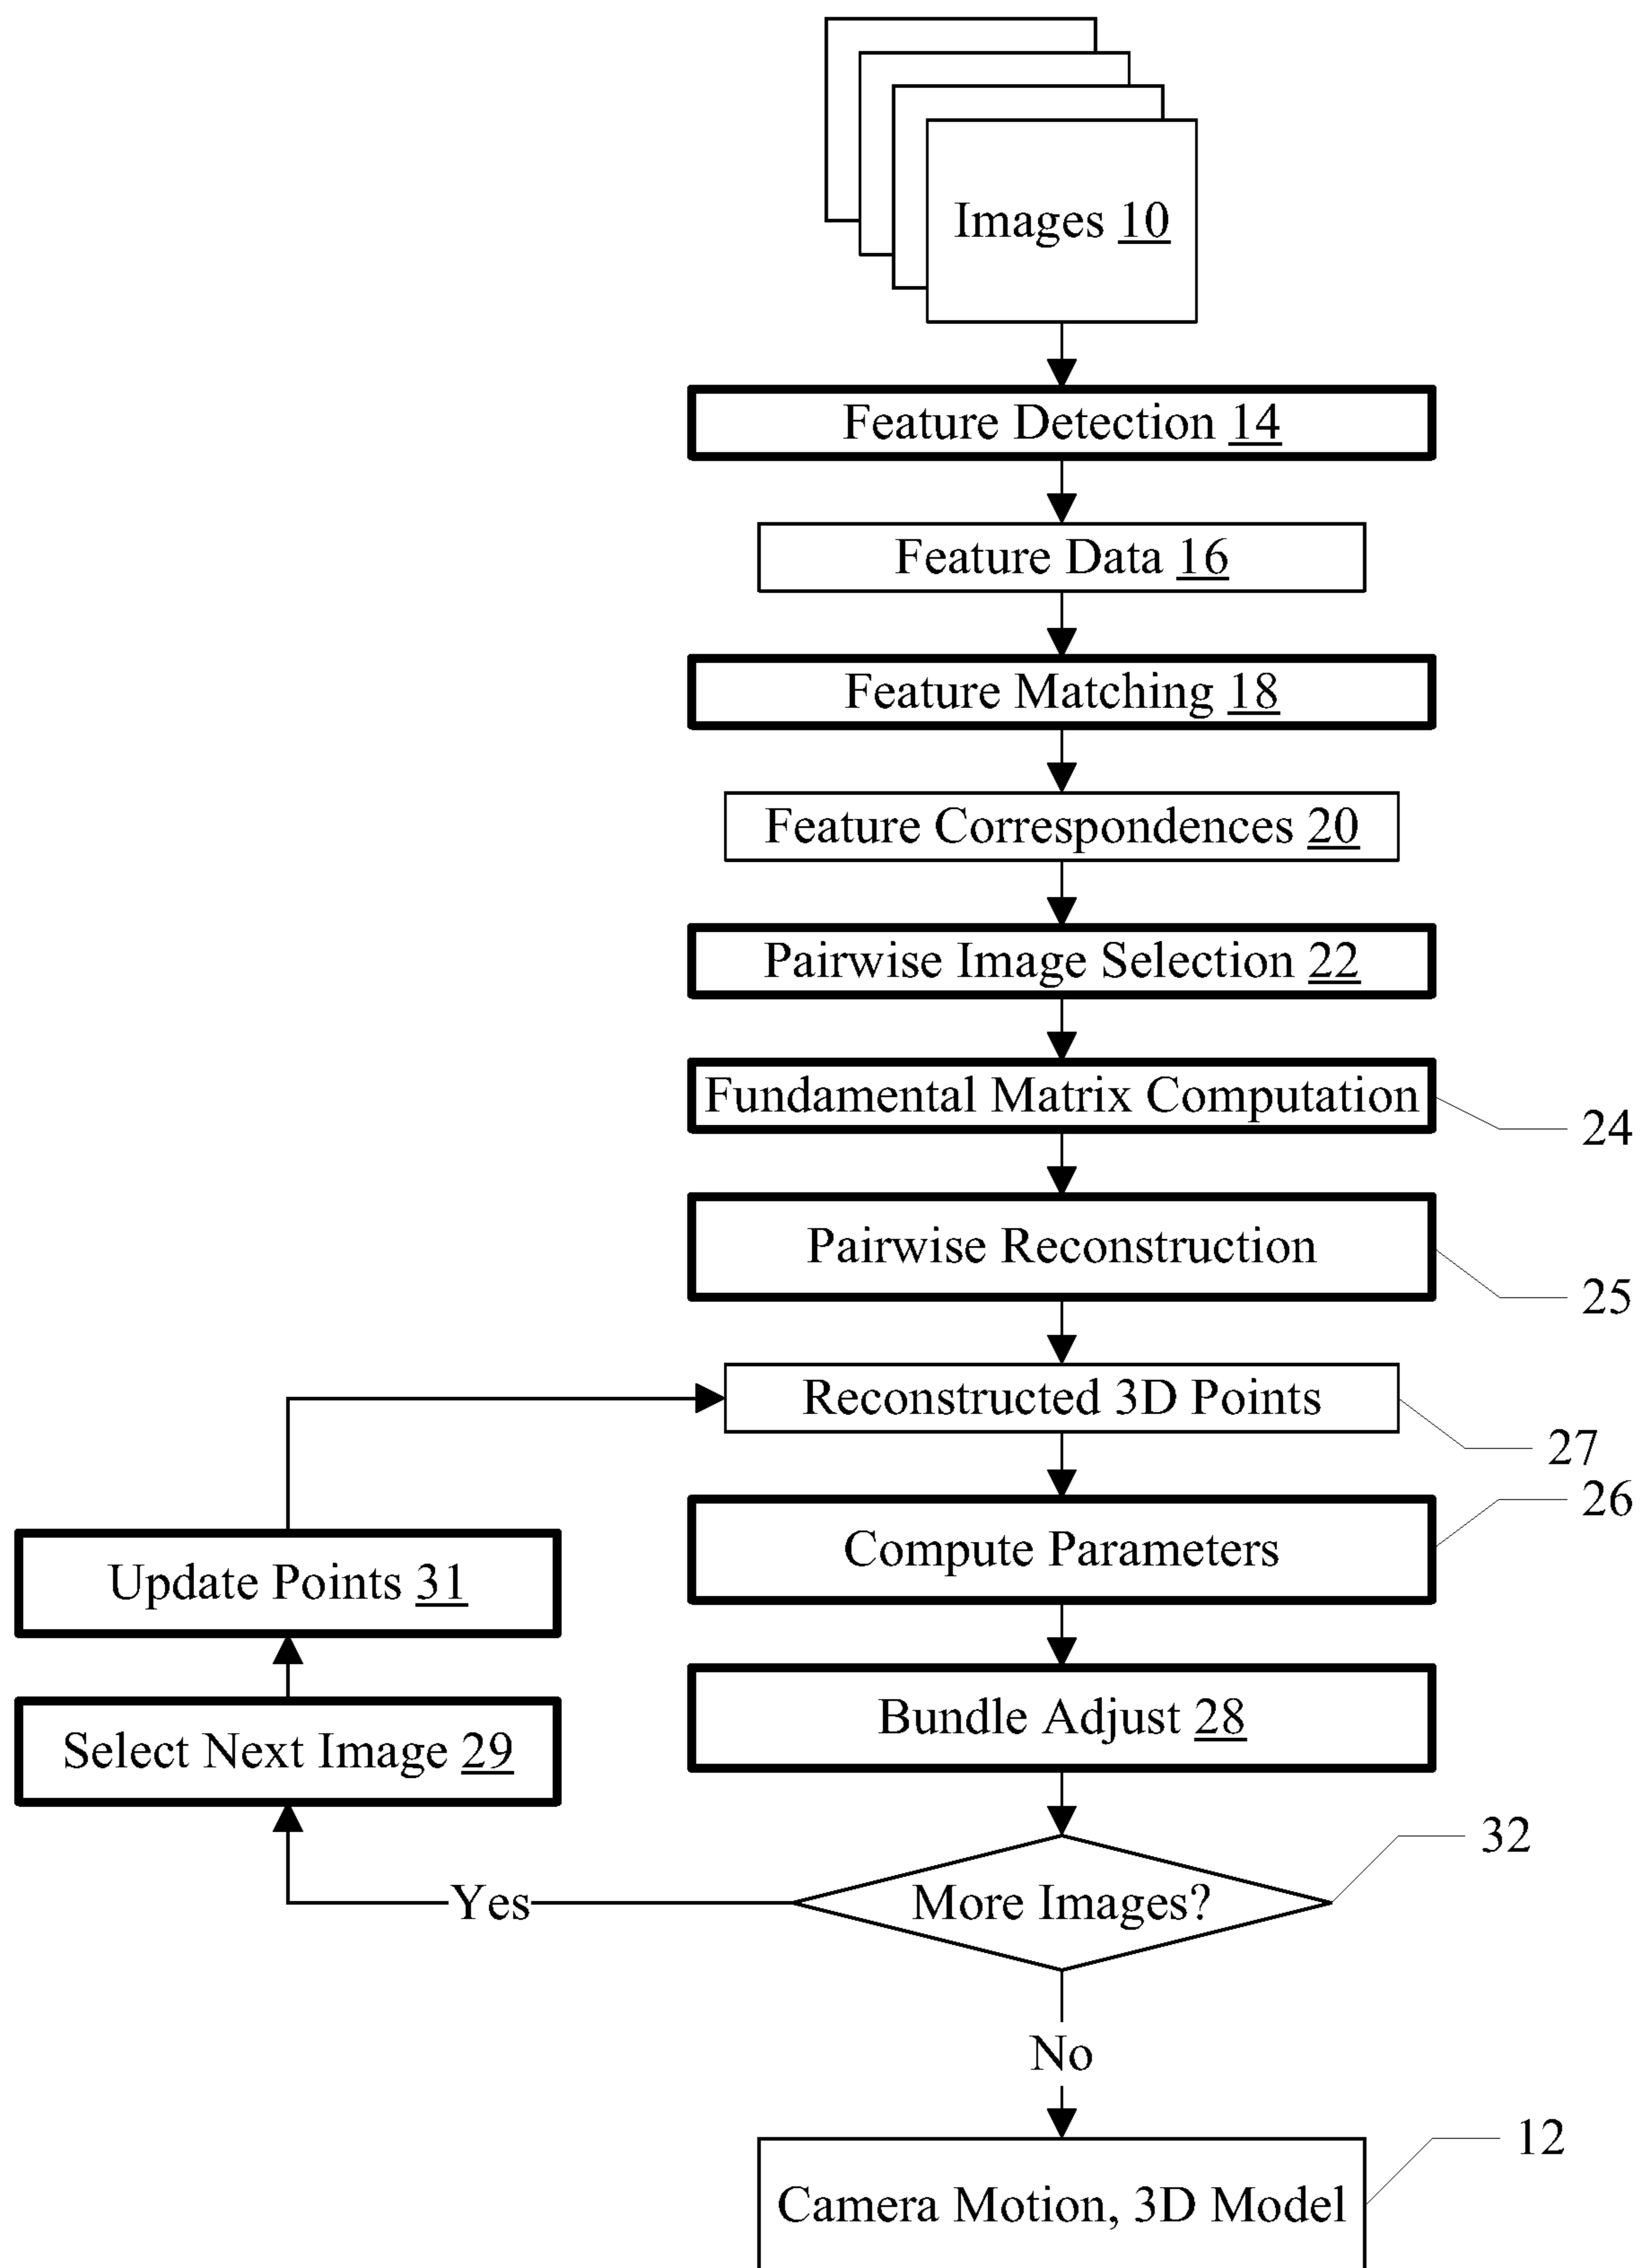 Images 10
Feature Detection 14
Feature Data 16
Feature Matching 18
Feature Correspondences 20
Pairwise Image Selection 22
Fundamental Matrix Computation
24
Pairwise Reconstruction
25
Reconstructed 3D Points
27
26
Compute Parameters
Update Points 31
Bundle Adjust 28
Select Next Image 29
32
More Images?
Yes
No
12
Camera Motion, 3D Model